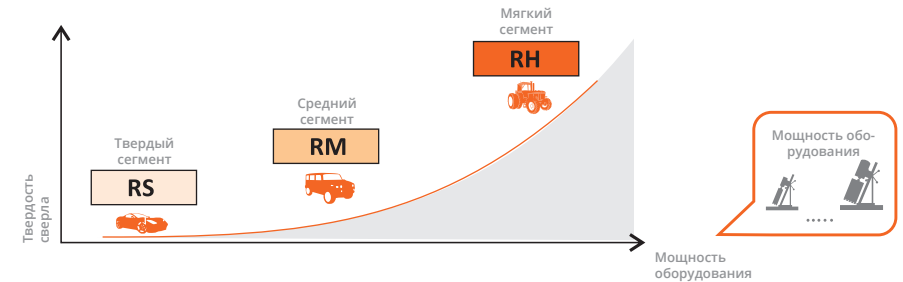 Мягкий
сегмент
RH
Средний
сегмент
RM
Твердый
сегмент
RS
Твердость
сверла
Мощность
оборудования
Мощность обо-
рудования
.....